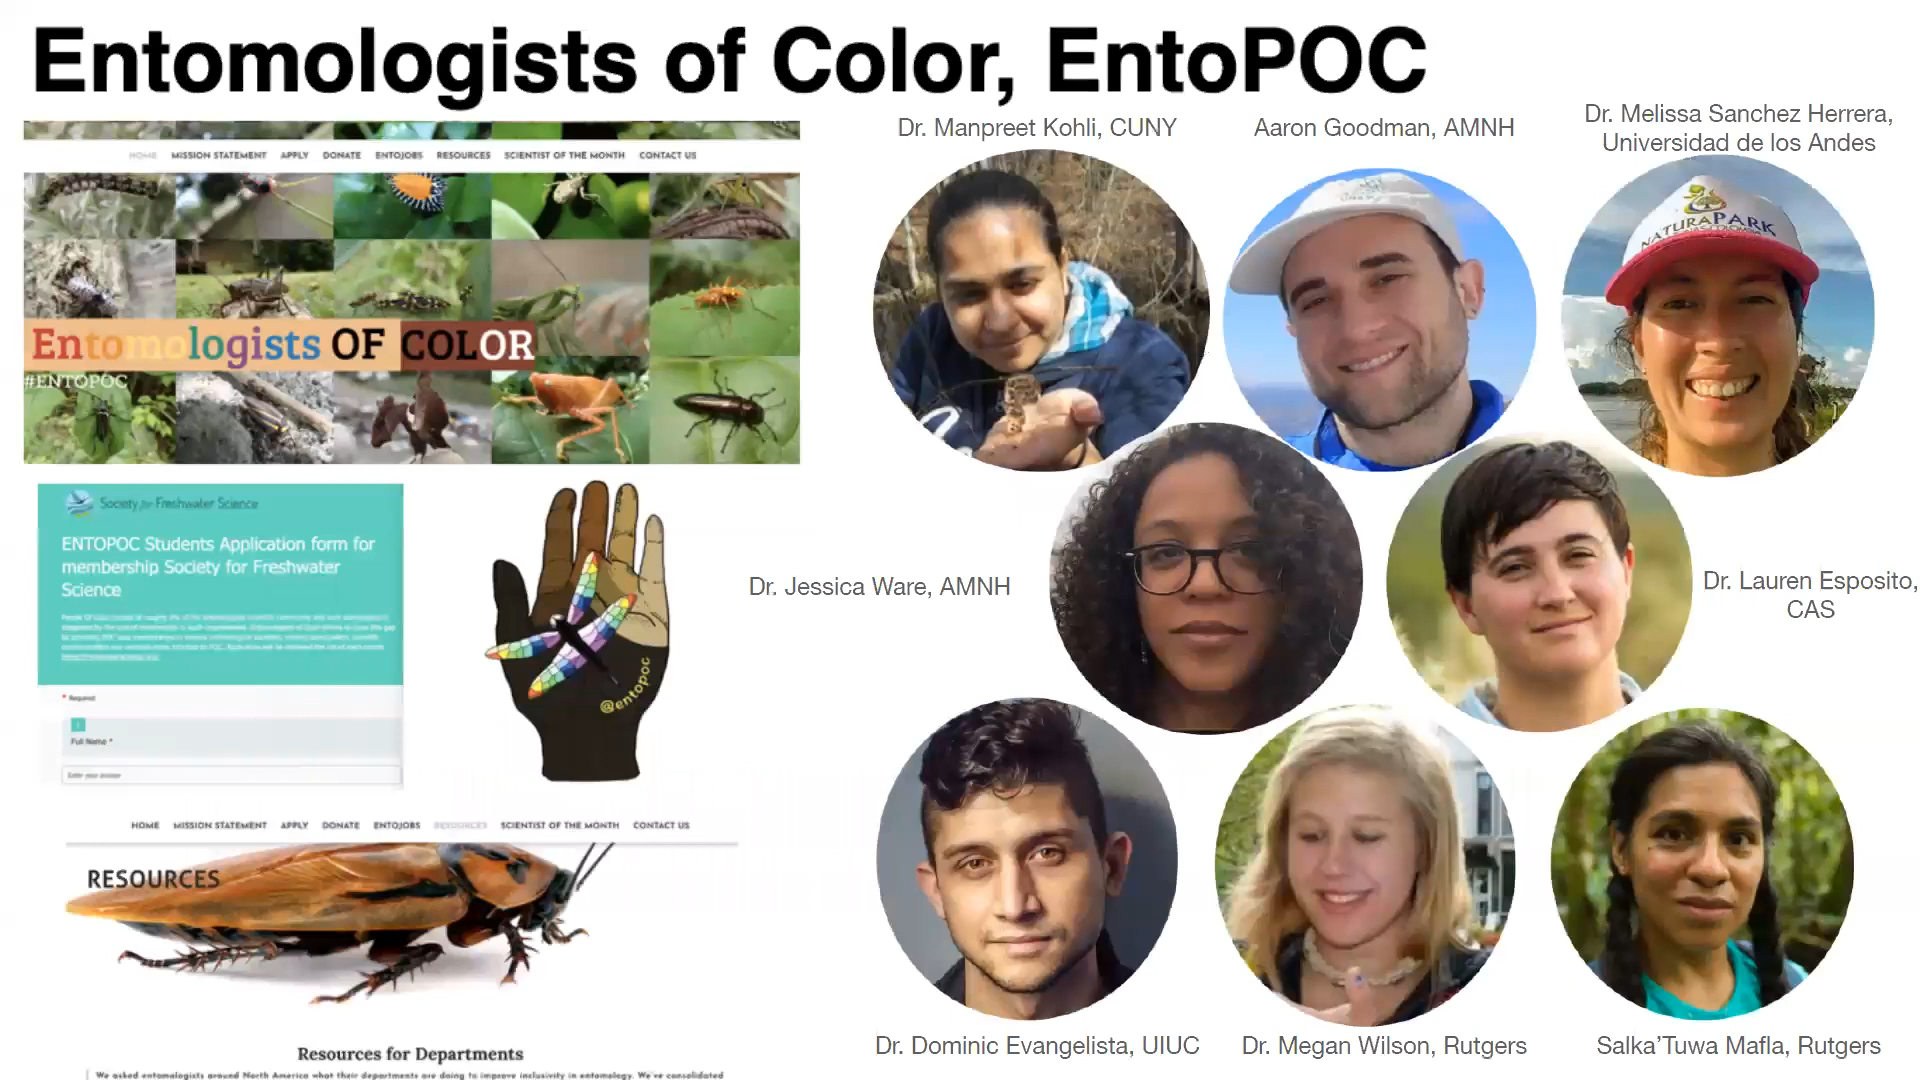 Entomologists of Color, EntoPOC
HOME MISSION STATEMENT APPLY DONATE ENTOJOBS RESOURCES SCIENTIST OF THE MONTH CONTACT US
Entomologists OF COLOR
#ENTOPOC
Society for Freshwater Science
ENTOPOC Students Application form for
membership Society for Freshwater
Science
* Required
1
Full Name *
Enter your answer
@entopoc
HOME MISSION STATEMENT APPLY DONATE ENTOJOBS RESOURCES SCIENTIST OF THE MONTH CONTACT US
RESOURCES
Resources for Departments
We asked entomologists around North America what their departments are doing to improve inclusivity in entomology. We've consolidated
Dr. Manpreet Kohli, CUNY
Aaron Goodman, AMNH
Dr. Melissa Sanchez Herrera,
Universidad de los Andes
NATURAPARK
Dr. Jessica Ware, AMNH
Dr. Lauren Esposito,
CAS
Dr. Dominic Evangelista, UIUC
Dr. Megan Wilson, Rutgers
Salka'Tuwa Mafla, Rutgers